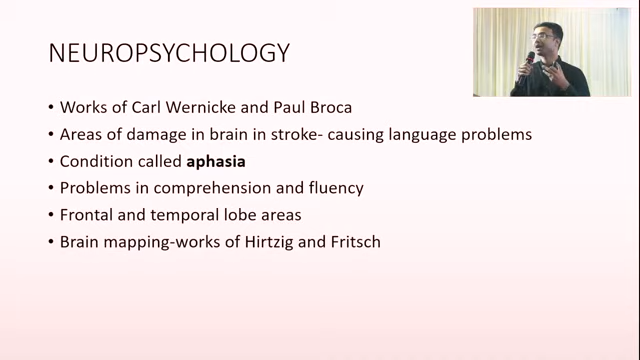 NEUROPSYCHOLOGY
• Works of Carl Wernicke and Paul Broca
• Areas of damage in brain in stroke- causing language problems
• Condition called aphasia
• Problems in comprehension and fluency
• Frontal and temporal lobe areas
• Brain mapping-works of Hirtzig and Fritsch